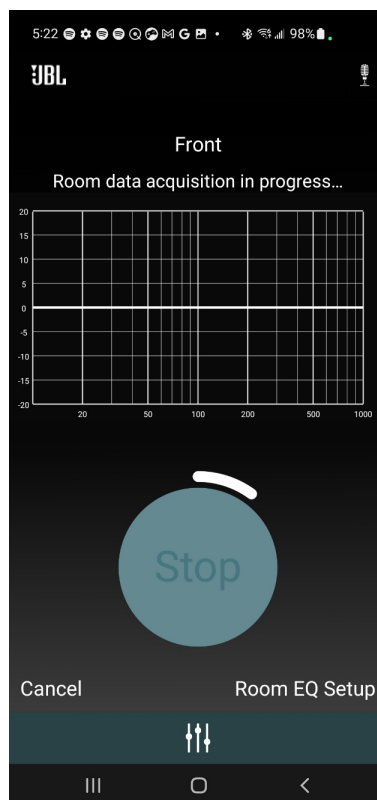 5:22 98%
JBL
Front
Room data acquisition in progress...
20
15
10
5
0
-5
-10
-15
-20
20 50 100 200 500 1000
Stop
Cancel Room EQ Setup